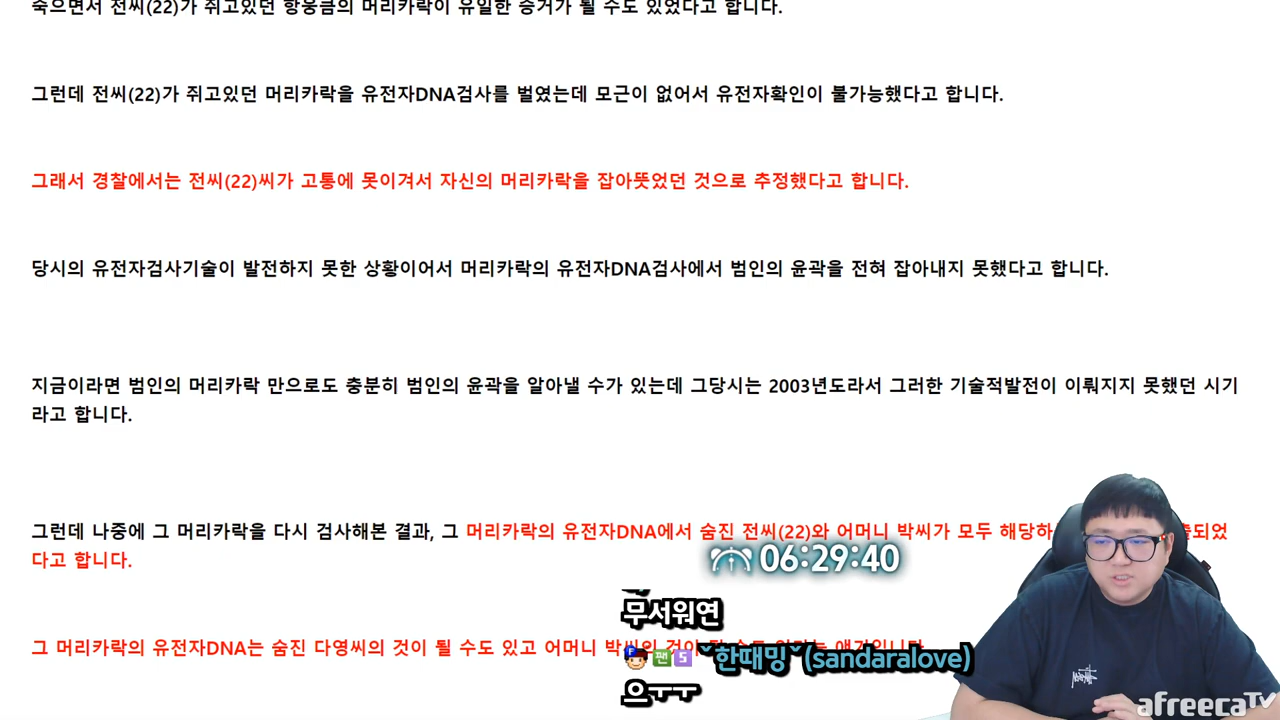 죽으면서 전씨(22)가 쥐고있던 한웅큼의 머리카락이 유일한 증거가 될 수도 있었다고 합니다.
그런데 전씨(22)가 쥐고있던 머리카락을 유전자DNA검사를 벌였는데 모근이 없어서 유전자확인이 불가능했다고 합니다.
그래서 경찰에서는 전씨(22)씨가 고통에 못이겨서 자신의 머리카락을 잡아뜻었던 것으로 추정했다고 합니다.
당시의 유전자검사기술이 발전하지 못한 상황이어서 머리카락의 유전자DNA검사에서 범인의 윤곽을 전혀 잡아내지 못했다고 합니다.
지금이라면 범인의 머리카락 만으로도 충분히 범인의 윤곽을 알아낼 수가 있는데 그당시는 2003년도라서 그러한 기술적발전이 이뤄지지 못했던 시기
라고 합니다.
그런데 나중에 그 머리카락을 다시 검사해본 결과, 그 머리카락의 유전자DNA에서 숨진 전씨(22)와 어머니 박씨가 모두 해당하
다고 합니다.
06:29:40
무서워연
그 머리카락의 유전자DNA는 숨진 다영씨의 것이 될 수도 있고 어머니
팬 5 ˘한때밍˘(sandaralove)
으ㅜㅜ
afreecaTV